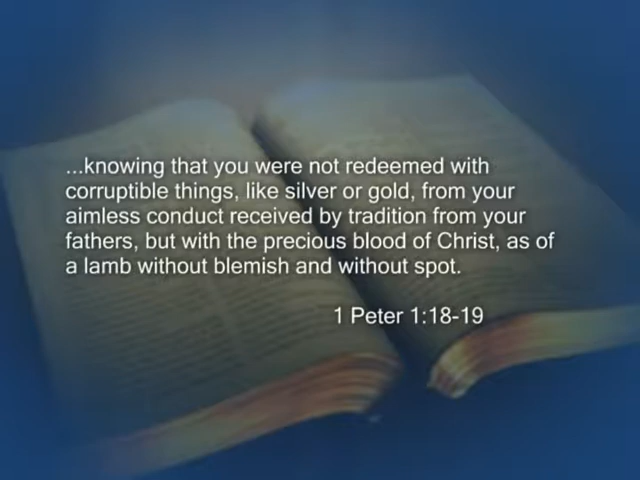 ...knowing that you were not redeemed with
corruptible things, like silver or gold, from your
aimless conduct received by tradition from your
fathers, but with the precious blood of Christ, as of
a lamb without blemish and without spot.
1 Peter 1:18-19